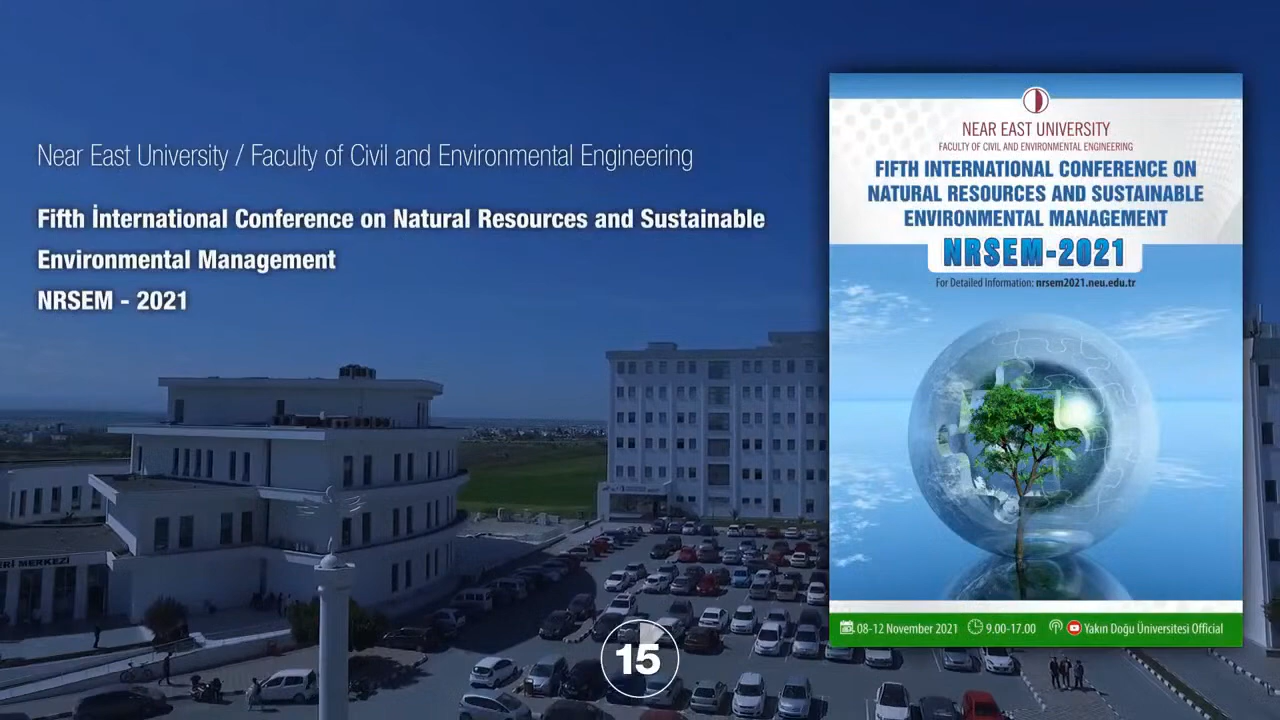 Near East University / Faculty of Civil and Environmental Engineering
Fifth İnternational Conference on Natural Resources and Sustainable
Environmental Management
NRSEM - 2021
NEAR EAST UNIVERSITY
FACULTY OF CIVIL AND ENVIRONMENTAL ENGINEERING
FIFTH INTERNATIONAL CONFERENCE ON
NATURAL RESOURCES AND SUSTAINABLE
ENVIRONMENTAL MANAGEMENT
NRSEM-2021
For Detailed Information: nrsem2021.neu.edu.tr
08-12 November 2021 9.00-17.00 Yakın Doğu Üniversitesi Official
MERKEZİ
15